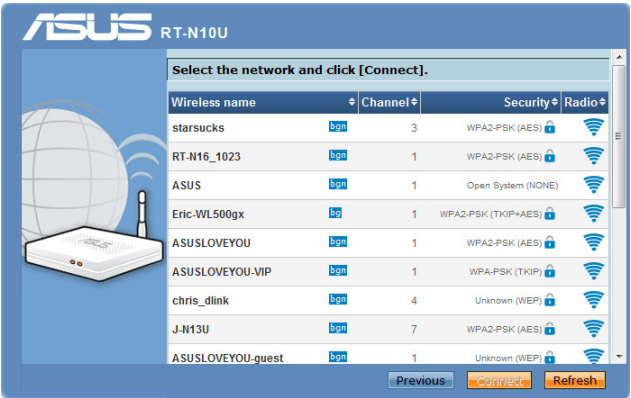 ASUS RT-N10U
Select the network and click [Connect].
Wireless name Channel Security Radio
starsucks bgn 3 WPA2-PSK (AES)
RT-N16_1023 bgn 1 WPA2-PSK (AES)
ASUS bgn 1 Open System (NONE)
Eric-WL500gx bg 1 WPA2-PSK (TKIP+AES)
ASUSLOVEYOU bgn 1 WPA2-PSK (AES)
ASUSLOVEYOU-VIP bgn 1 WPA-PSK (TKIP)
chris_dlink bgn 4 Unknown (WEP)
J-N13U bgn 7 WPA2-PSK (AES)
ASUSLOVEYOU-guest bgn 1 Unknown (WEP)
ASUS
Previous Connect Refresh